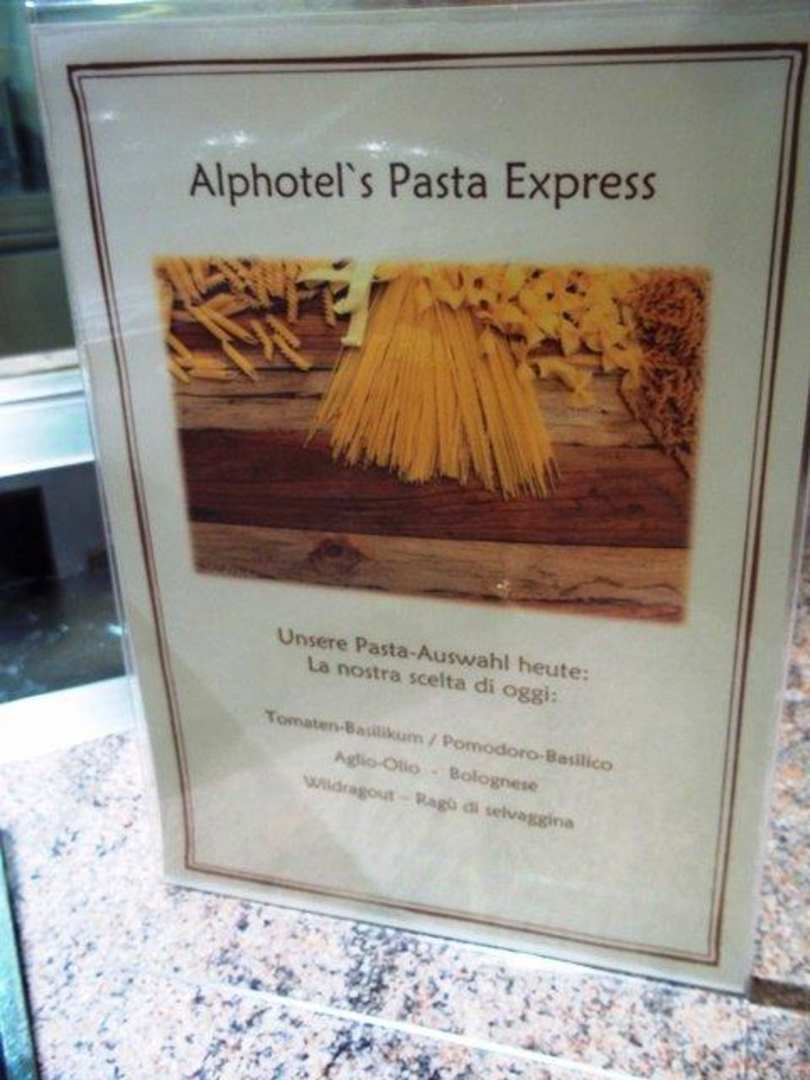 Alphotel`s Pasta Express
Unsere Pasta-Auswahl heute:
La nostra scelta di oggi:
Tomaten-Basilikum / Pomodoro-Basilico
Aglio-Olio - Bolognese
Wildragout – Ragù di selvaggina